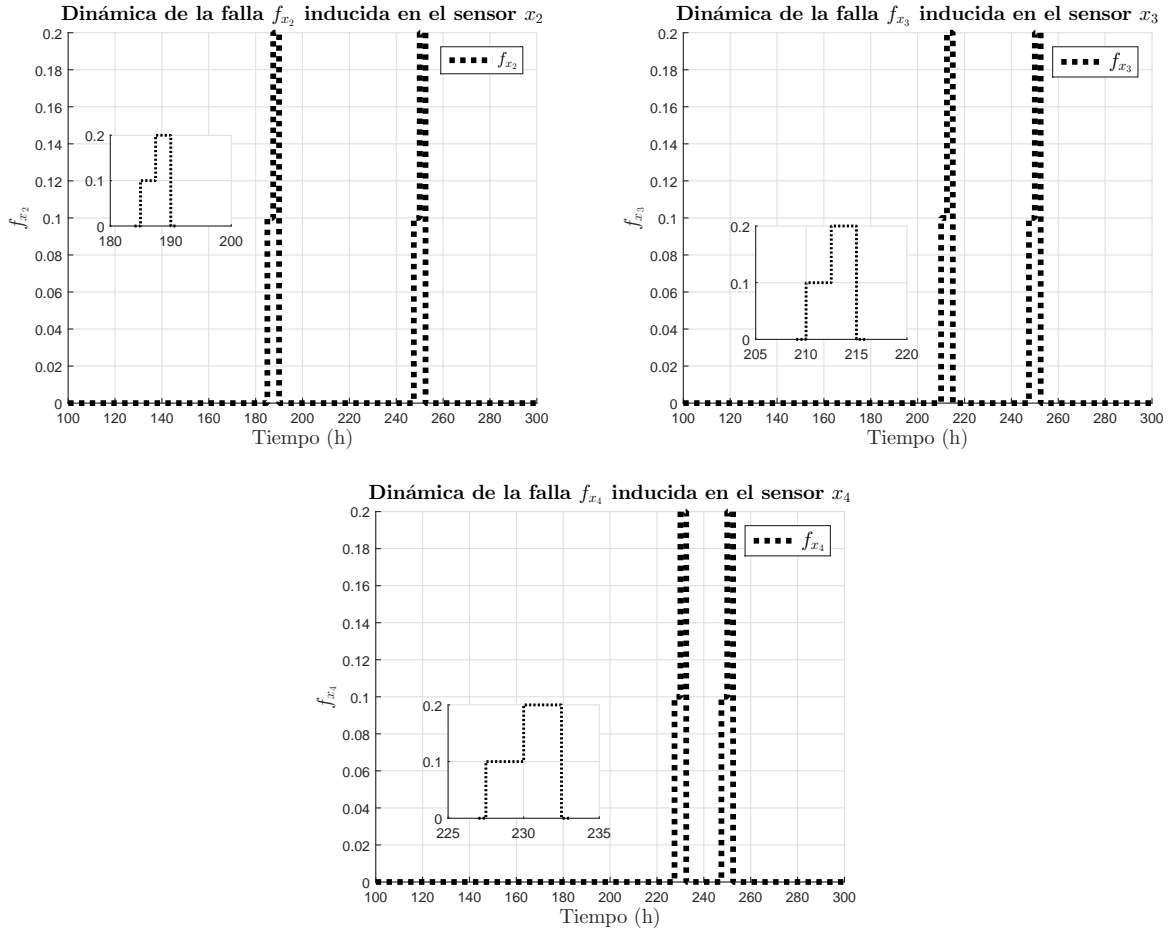 Dinámica de la falla f_{x_2} inducida en el sensor x_2
0.2
0.18
0.16
0.14
0.12
0.1
0.08
0.06
0.04
0.02
0
f_{x_2}
f_{x_2}
0.2
0.1
0
180 190 200
100 120 140 160 180 200 220 240 260 280 300
Tiempo (h)
Dinámica de la falla f_{x_3} inducida en el sensor x_3
0.2
0.18
0.16
0.14
0.12
0.1
0.08
0.06
0.04
0.02
0
f_{x_3}
f_{x_3}
0.2
0.1
0
205 210 215 220
100 120 140 160 180 200 220 240 260 280 300
Tiempo (h)
Dinámica de la falla f_{x_4} inducida en el sensor x_4
0.2
0.18
0.16
0.14
0.12
0.1
0.08
0.06
0.04
0.02
0
f_{x_4}
f_{x_4}
0.2
0.1
0
225 230 235
100 120 140 160 180 200 220 240 260 280 300
Tiempo (h)